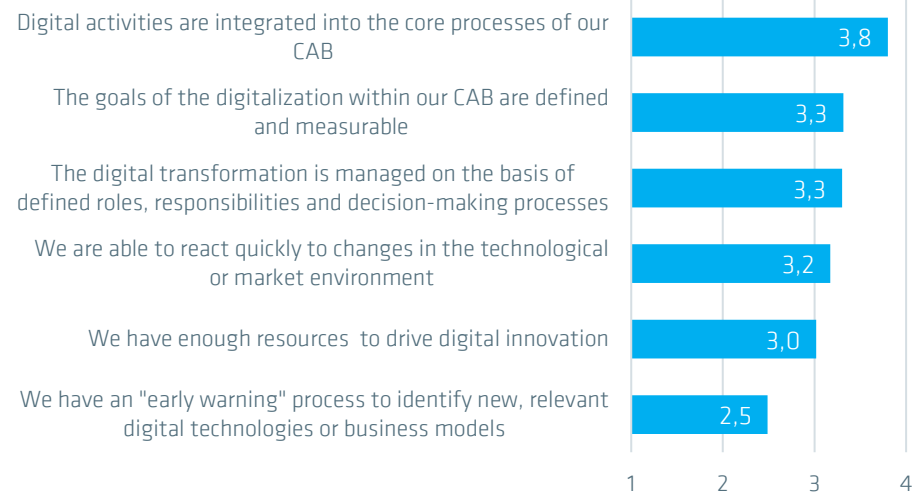 Digital activities are integrated into the core processes of our
CAB
3,8
The goals of the digitalization within our CAB are defined
and measurable
3,3
The digital transformation is managed on the basis of
defined roles, responsibilities and decision-making processes
3,3
We are able to react quickly to changes in the technological
or market environment
3,2
We have enough resources to drive digital innovation
3,0
We have an "early warning" process to identify new, relevant
digital technologies or business models
2,5
1 2 3 4